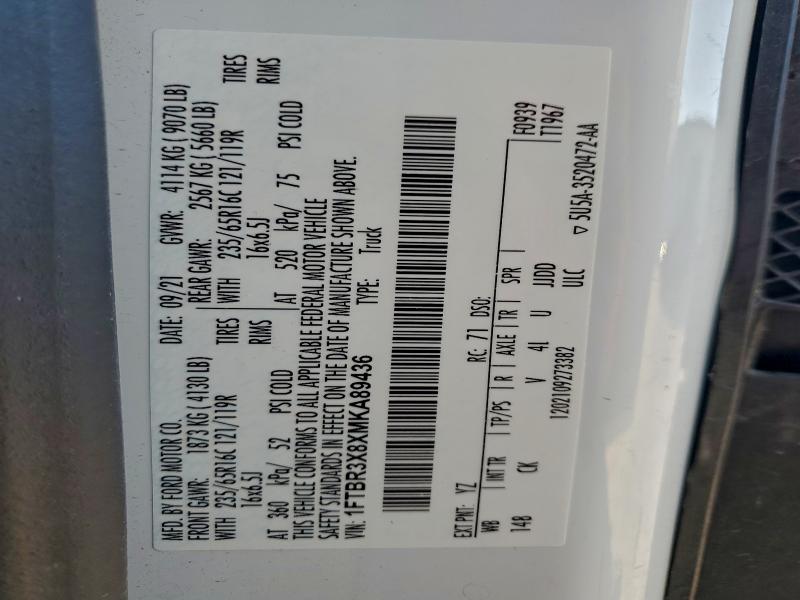 MFD. BY FORD MOTOR CO. DATE: 09/21 GVWR: 4114 KG ( 9070 LB)
FRONT GAWR: 1873 KG ( 4130 LB) REAR GAWR: 2567 KG ( 5660 LB)
WITH 235/65R16C 121/119R TIRES WITH 235/65R16C 121/119R TIRES
16x6.5J RIMS 16x6.5J RIMS
AT 360 kPa/ 52 PSI COLD AT 520 kPa/ 75 PSI COLD
THIS VEHICLE CONFORMS TO ALL APPLICABLE FEDERAL MOTOR VEHICLE
SAFETY STANDARDS IN EFFECT ON THE DATE OF MANUFACTURE SHOWN ABOVE.
VIN: 1FTBR3X8XMKA89436 TYPE: Truck
EXT PNT: YZ RC: 71 DSO: F0939
WB INT TR TP/PS R AXLE TR SPR T1967
148 CK V 4I U JJDD
1202109273382 ULC
▽ 5U5A-3520472-AA